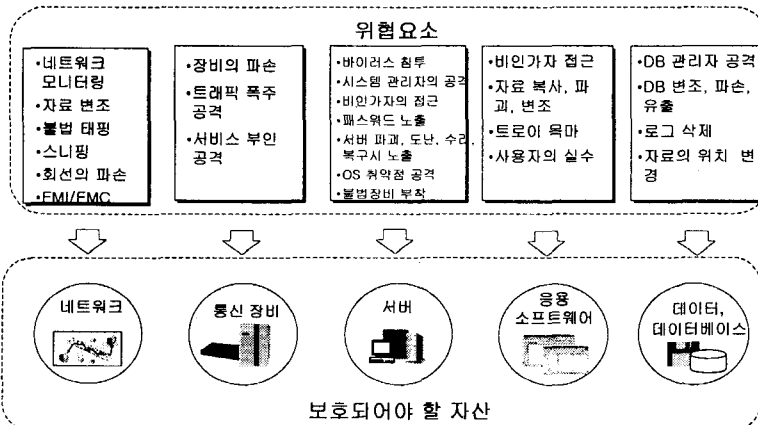 위협요소
•네트워크
모니터링
•자료 변조
•불법 태핑
•스니핑
•회선의 파손
•EMI/EMC
•장비의 파손
•트래픽 폭주
공격
•서비스 부인
공격
•바이러스 침투
•시스템 관리자의 공격
•비인가자의 접근
•패스워드 노출
•서버 파괴, 도난, 수리,
복구시 노출
•OS 취약점 공격
•불법장비 부착
•비인가자 접근
•자료 복사, 파
괴, 변조
•토로이 목마
•사용자의 실수
•DB 관리자 공격
•DB 변조, 파손,
유출
•로그 삭제
•자료의 위치 변
경
네트워크
통신 장비
서버
응용
소프트웨어
데이터,
데이터베이스
보호되어야 할 자산